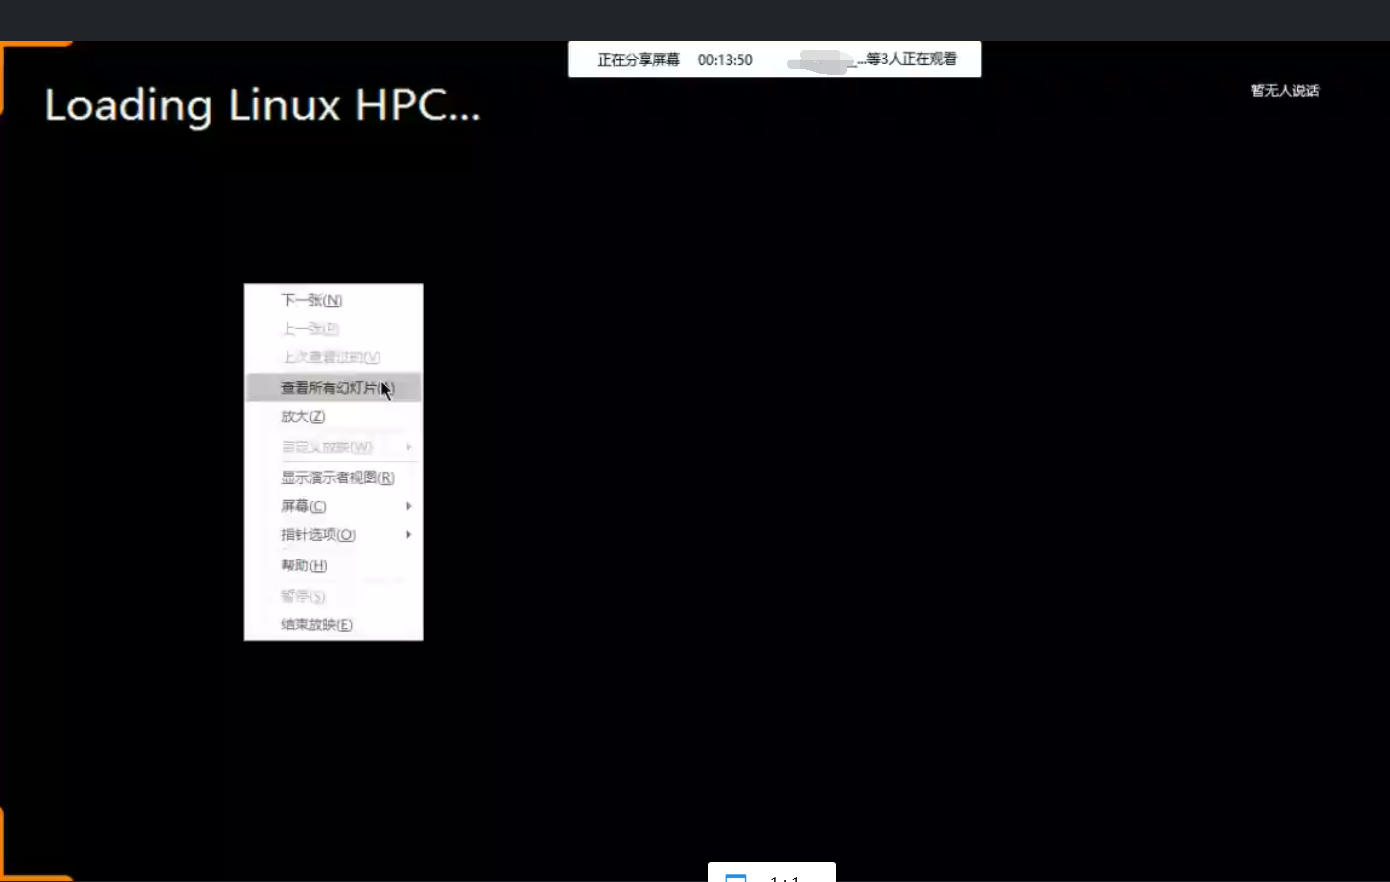 正在分享屏幕 00:13:50 ...等3人正在观看
Loading Linux HPC...
暂无人说话
下一张(N)
上一张(P)
上次查看过的(V)
查看所有幻灯片(A)
放大(Z)
自定义放映(W)
显示演示者视图(R)
屏幕(C)
指针选项(O)
帮助(H)
暂停(S)
结束放映(E)
1:1